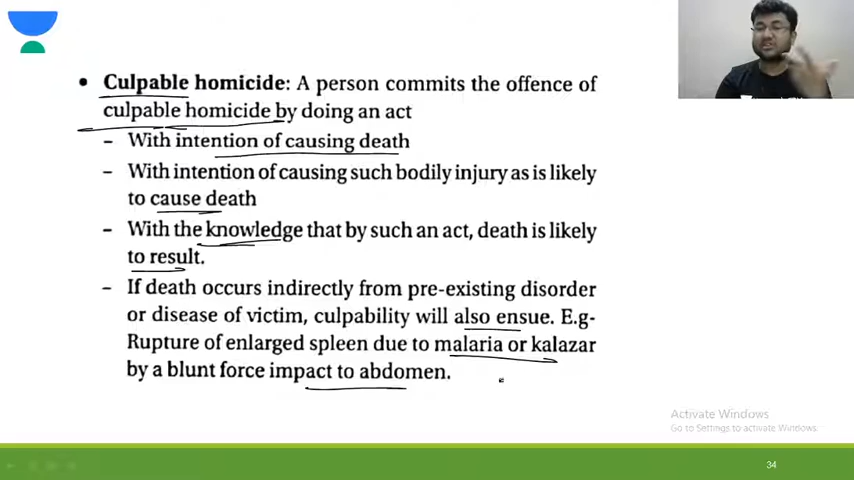 • Culpable homicide: A person commits the offence of
culpable homicide by doing an act
– With intention of causing death
– With intention of causing such bodily injury as is likely
to cause death
– With the knowledge that by such an act, death is likely
to result.
– If death occurs indirectly from pre-existing disorder
or disease of victim, culpability will also ensue. E.g-
Rupture of enlarged spleen due to malaria or kalazar
by a blunt force impact to abdomen.
Activate Windows
Go to Settings to activate Windows.
34